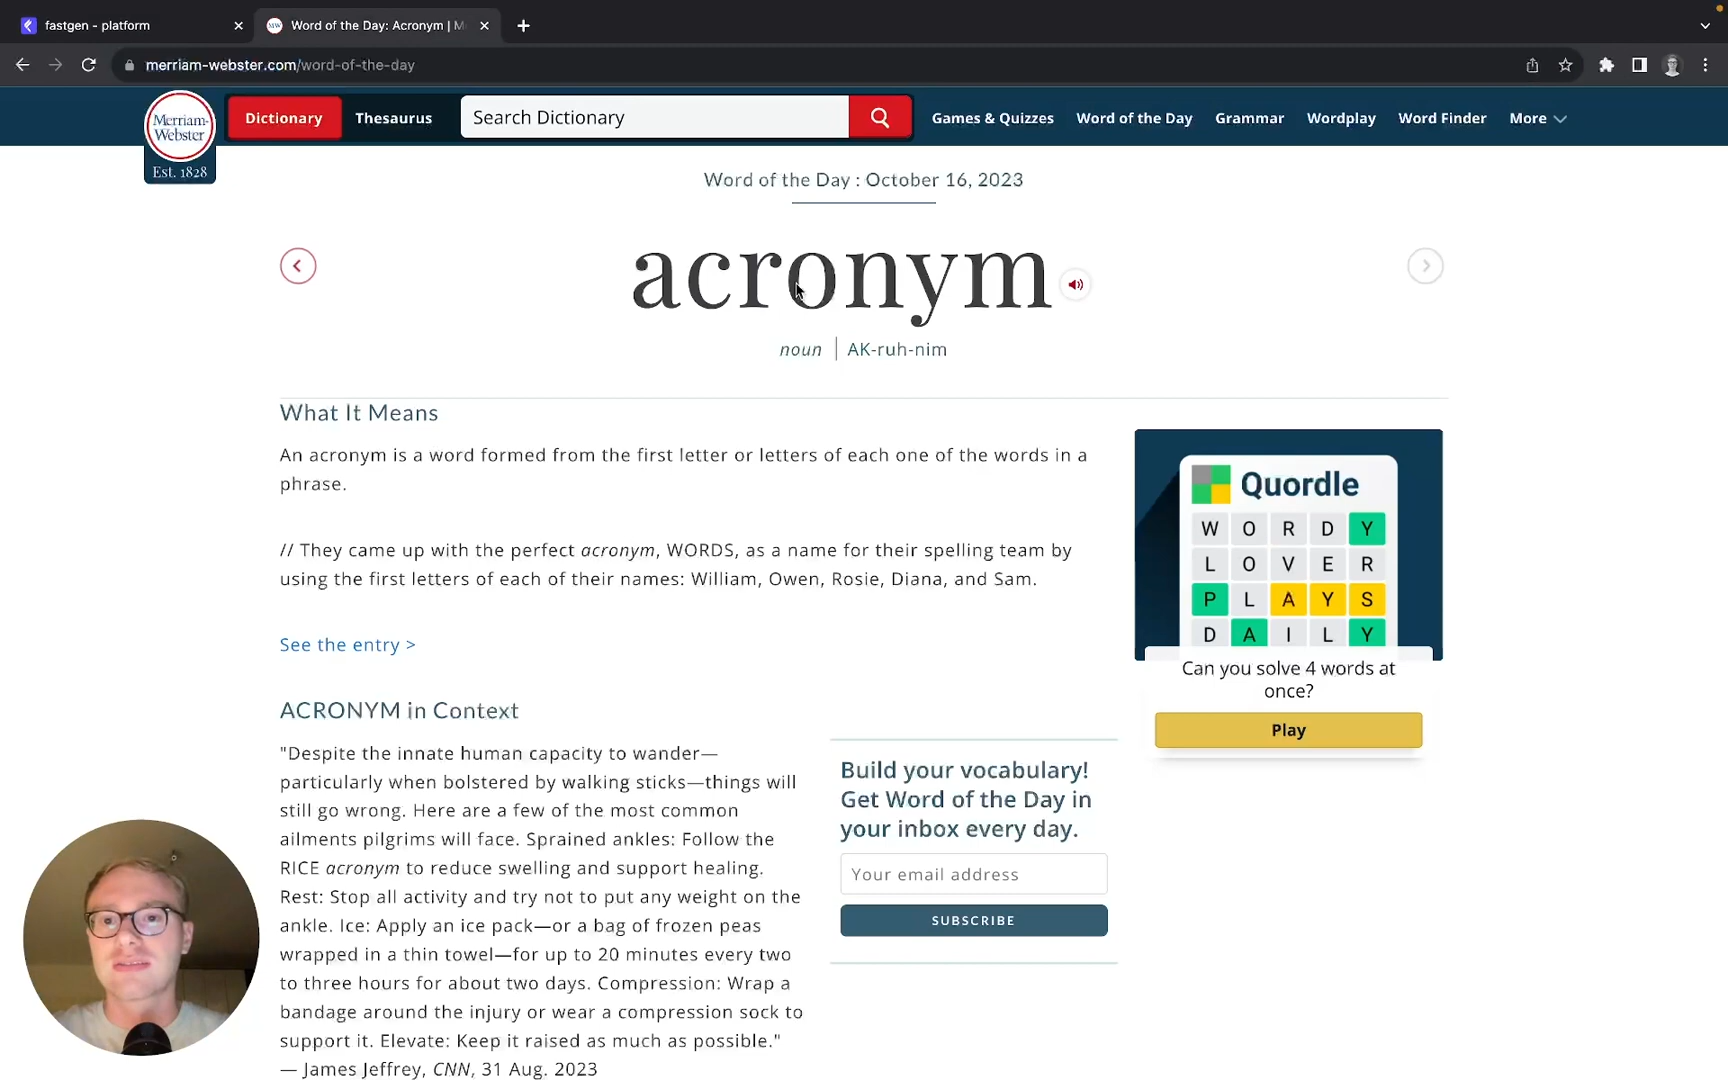 fastgen - platform
Word of the Day: Acronym | M
merriam-webster.com/word-of-the-day
Merriam-
Webster
Est. 1828
Dictionary
Thesaurus
Search Dictionary
Games & Quizzes
Word of the Day
Grammar
Wordplay
Word Finder
More
Word of the Day : October 16, 2023
acronym
noun | AK-ruh-nim
What It Means
An acronym is a word formed from the first letter or letters of each one of the words in a
phrase.
// They came up with the perfect acronym, WORDS, as a name for their spelling team by
using the first letters of each of their names: William, Owen, Rosie, Diana, and Sam.
See the entry >
Quordle
W O R D Y
L O V E R
P L A Y S
D A I L Y
Can you solve 4 words at
once?
Play
ACRONYM in Context
"Despite the innate human capacity to wander—
particularly when bolstered by walking sticks—things will
still go wrong. Here are a few of the most common
ailments pilgrims will face. Sprained ankles: Follow the
RICE acronym to reduce swelling and support healing.
Rest: Stop all activity and try not to put any weight on the
ankle. Ice: Apply an ice pack—or a bag of frozen peas
wrapped in a thin towel—for up to 20 minutes every two
to three hours for about two days. Compression: Wrap a
bandage around the injury or wear a compression sock to
support it. Elevate: Keep it raised as much as possible."
— James Jeffrey, CNN, 31 Aug. 2023
Build your vocabulary!
Get Word of the Day in
your inbox every day.
Your email address
SUBSCRIBE